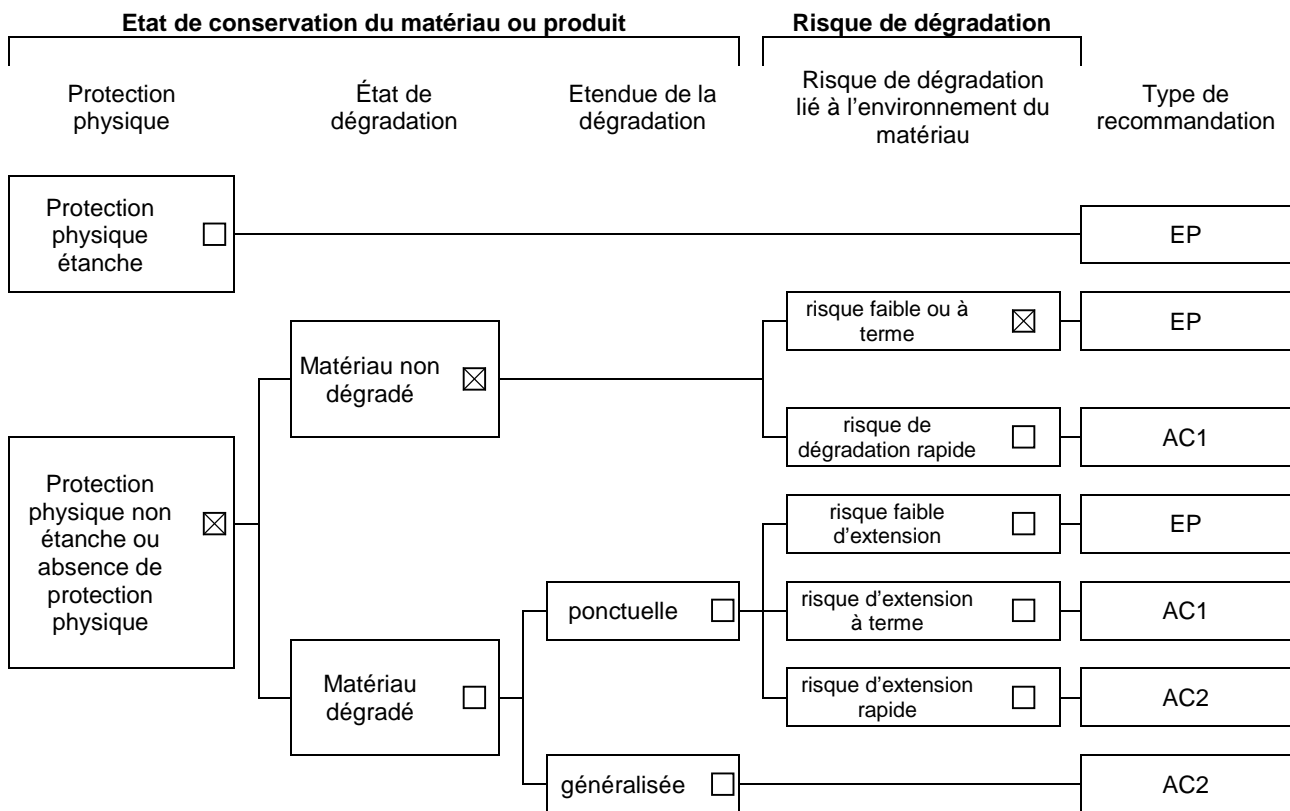 Etat de conservation du matériau ou produit
Risque de dégradation
Protection
physique
État de
dégradation
Etendue de la
dégradation
Risque de dégradation
lié à l'environnement du
matériau
Type de
recommandation
Protection
physique
étanche
EP
risque faible ou à
terme
EP
Matériau non
dégradé
risque de
dégradation rapide
AC1
Protection
physique non
étanche ou
absence de
protection
physique
risque faible
d'extension
EP
ponctuelle
risque d'extension
à terme
AC1
Matériau
dégradé
risque d'extension
rapide
AC2
généralisée
AC2